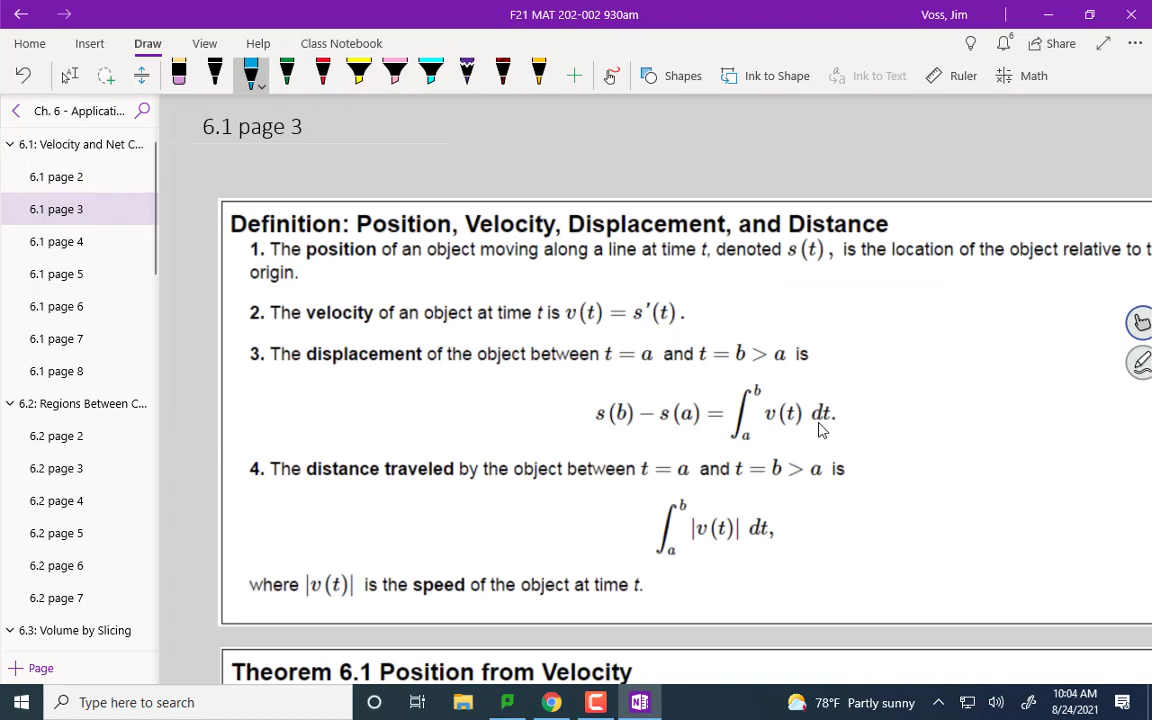 F21 MAT 202-002 930am
Voss, Jim
Home Insert Draw View Help Class Notebook
6 Share
Shapes Ink to Shape Ink to Text Ruler Math
Ch. 6 - Applicati...
6.1: Velocity and Net C...
6.1 page 2
6.1 page 3
6.1 page 4
6.1 page 5
6.1 page 6
6.1 page 7
6.1 page 8
6.2: Regions Between C...
6.2 page 2
6.2 page 3
6.2 page 4
6.2 page 5
6.2 page 6
6.2 page 7
6.3: Volume by Slicing
Page
6.1 page 3
Definition: Position, Velocity, Displacement, and Distance
1. The position of an object moving along a line at time t, denoted s(t), is the location of the object relative to t
origin.
2. The velocity of an object at time t is v(t) = s′(t).
3. The displacement of the object between t = a and t = b > a is
s(b) − s(a) = ∫_a^b v(t) dt.
4. The distance traveled by the object between t = a and t = b > a is
∫_a^b |v(t)| dt,
where |v(t)| is the speed of the object at time t.
Theorem 6.1 Position from Velocity
Type here to search
78°F Partly sunny
10:04 AM
8/24/2021